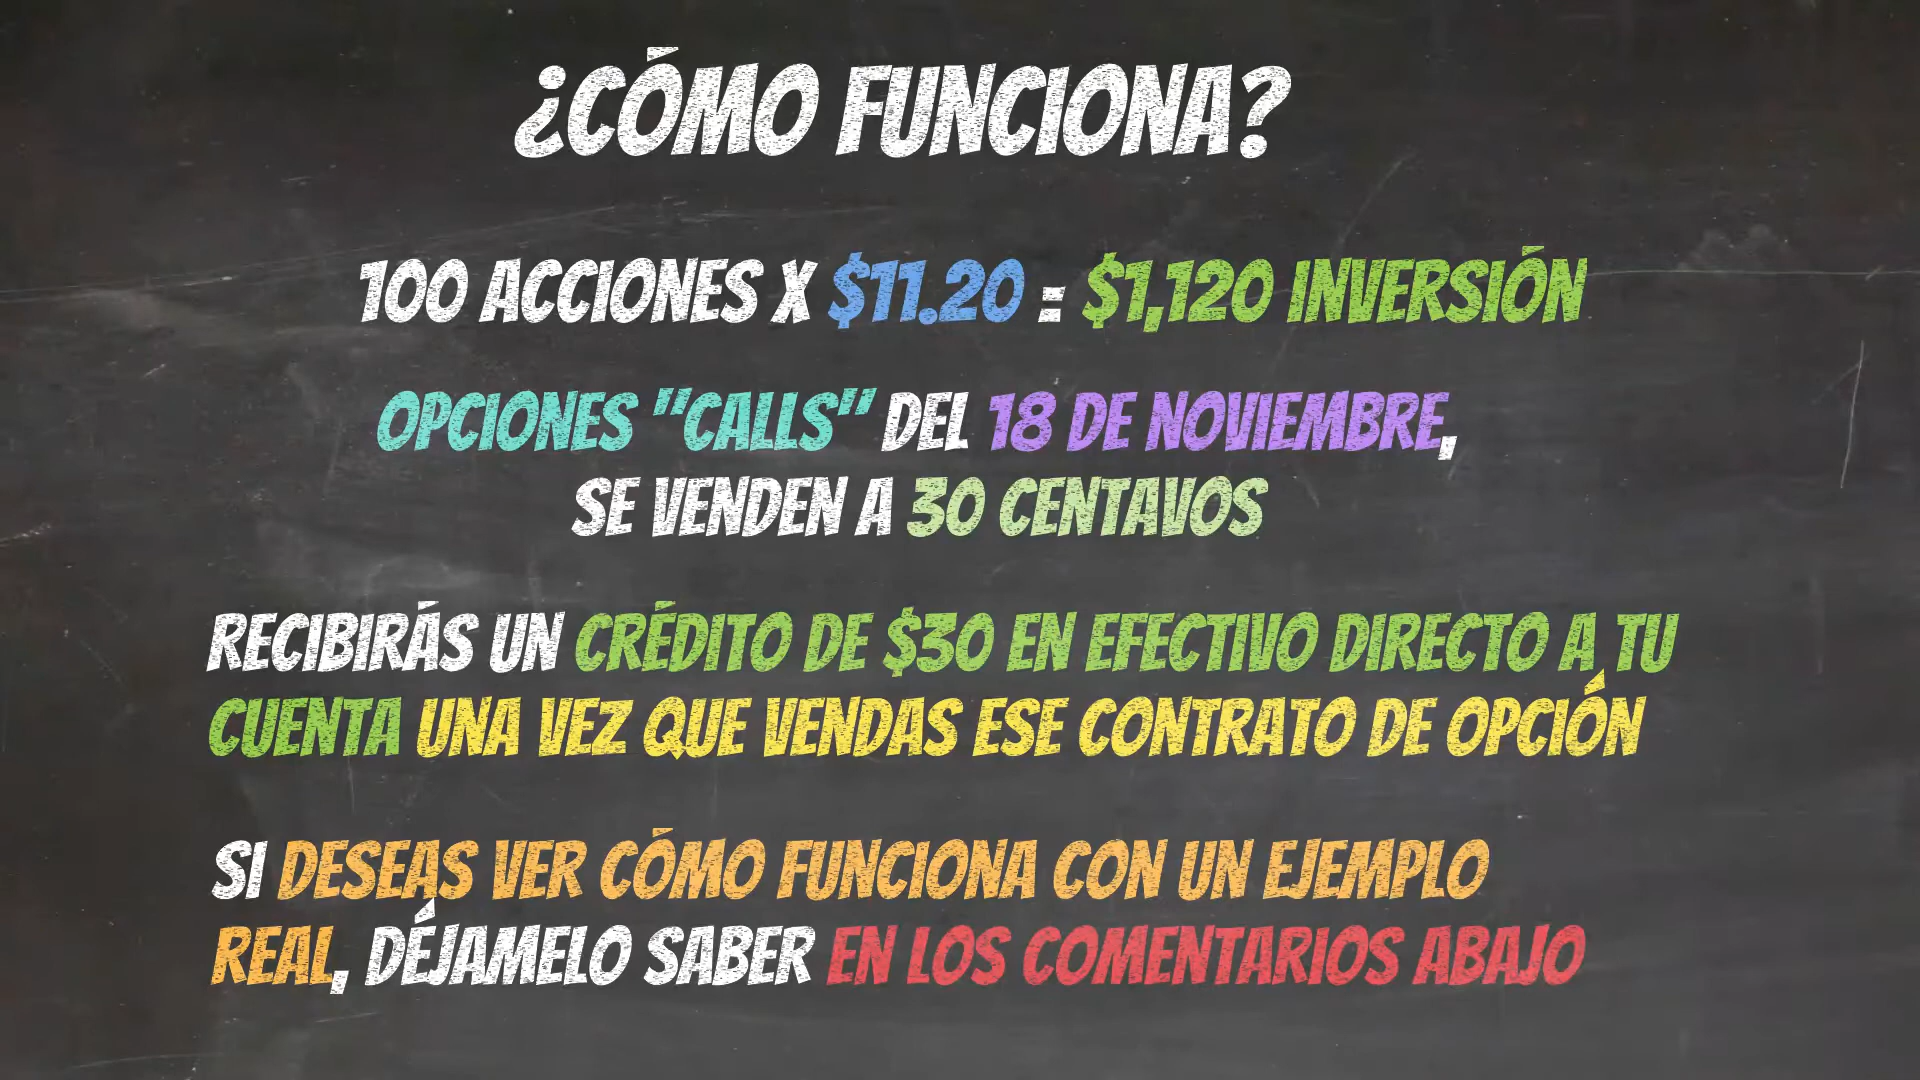 ¿CÓMO FUNCIONA?
100 ACCIONES X $11.20 = $1,120 INVERSIÓN
OPCIONES "CALLS" DEL 18 DE NOVIEMBRE,
SE VENDEN A 30 CENTAVOS
RECIBIRÁS UN CRÉDITO DE $30 EN EFECTIVO DIRECTO A TU
CUENTA UNA VEZ QUE VENDAS ESE CONTRATO DE OPCIÓN
SI DESEAS VER CÓMO FUNCIONA CON UN EJEMPLO
REAL, DÉJAMELO SABER EN LOS COMENTARIOS ABAJO